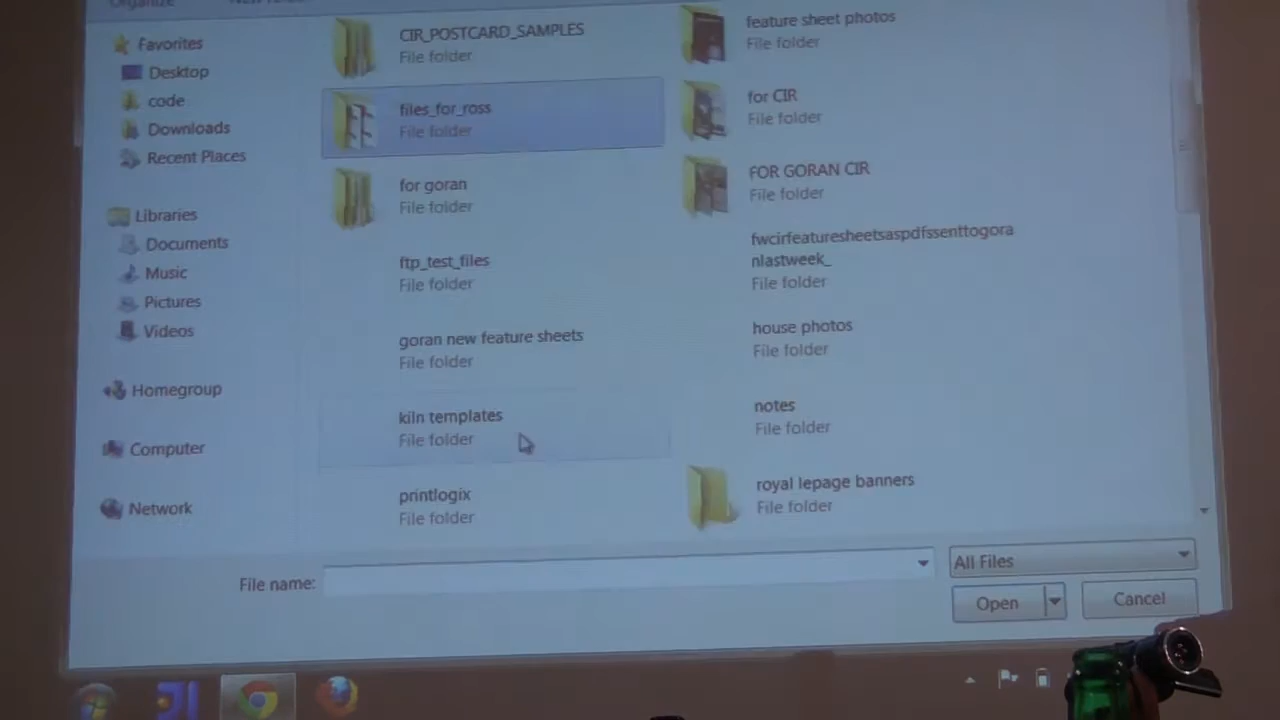 Organize
New folder
Favorites
Desktop
code
Downloads
Recent Places
Libraries
Documents
Music
Pictures
Videos
Homegroup
Computer
Network
CIR_POSTCARD_SAMPLES
File folder
feature sheet photos
File folder
files_for_ross
File folder
for CIR
File folder
for goran
File folder
FOR GORAN CIR
File folder
ftp_test_files
File folder
fwcirfeaturesheetsaspdfssenttogora
nlastweek_
File folder
goran new feature sheets
File folder
house photos
File folder
kiln templates
File folder
notes
File folder
printlogix
File folder
royal lepage banners
File folder
File name:
All Files
Open
Cancel